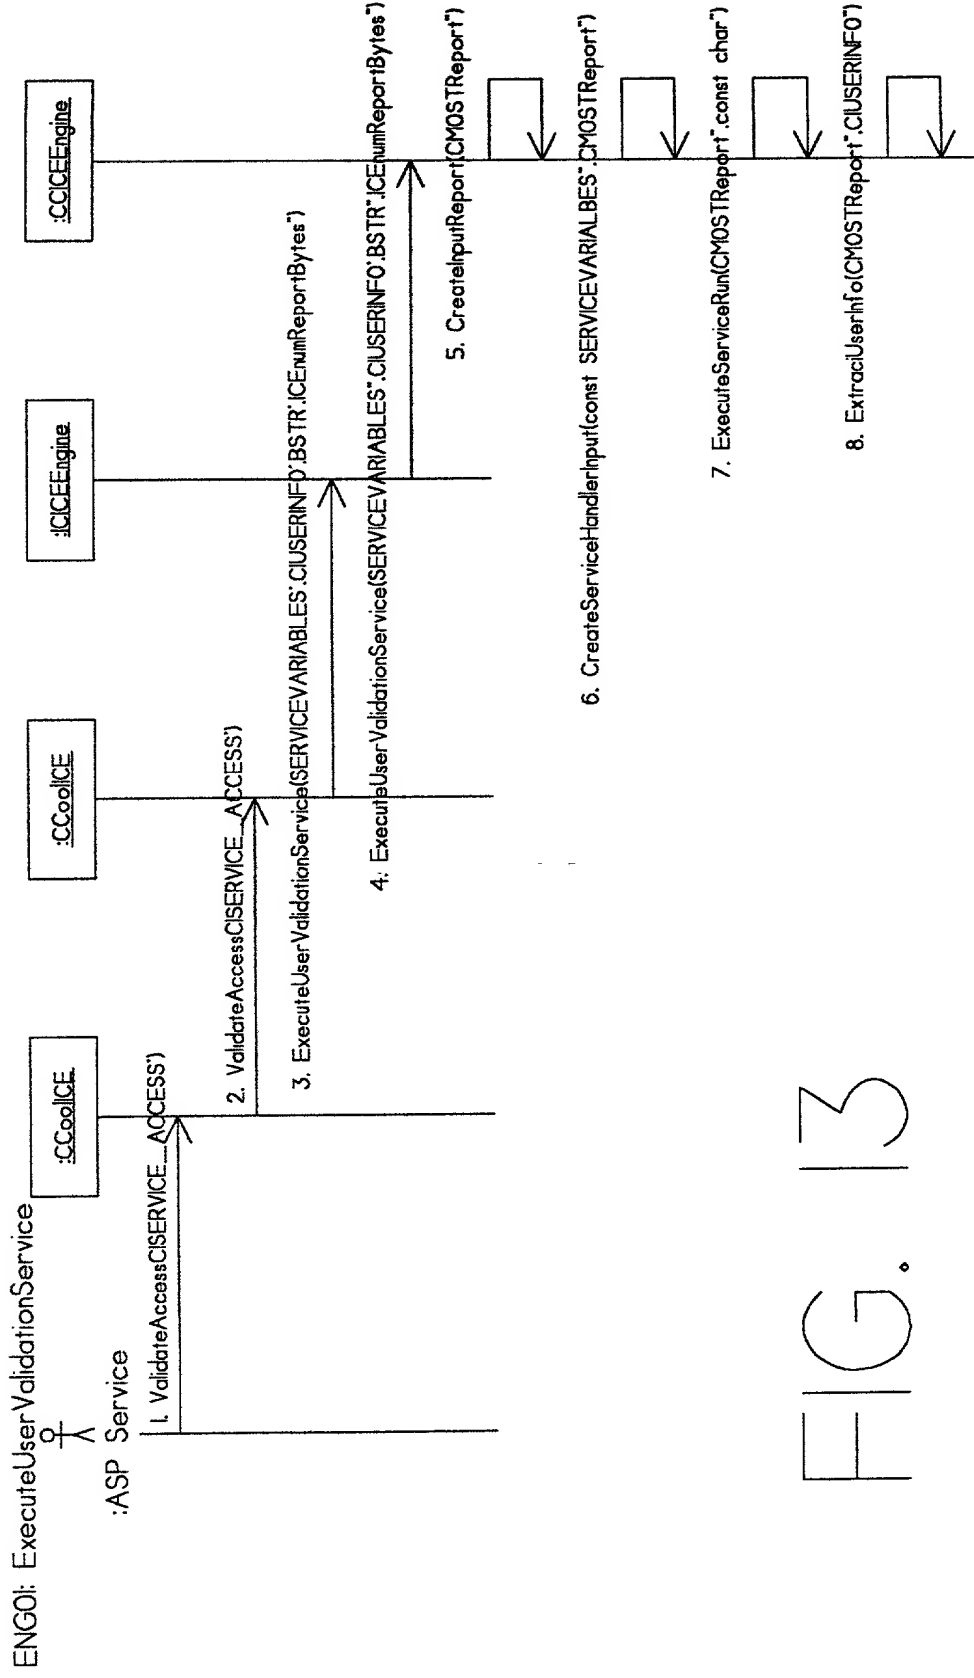 ENG01: ExecuteUserValidationService
:ASP Service
:CCoolICE
:CCoolICE
:ICICEEngine
:CCICEEngine
1. ValidateAccessCISERVICE_ACCESS*)
2. ValidateAccessCISERVICE_ACCESS*)
3. ExecuteUserValidationService(SERVICEVARIABLES*.CIUSERINFO*.BSTR*.ICEnumReportBytes**)
4. ExecuteUserValidationService(SERVICEVARIABLES*.CIUSERINFO*.BSTR*.ICEnumReportBytes**)
5. CreateInputReport(CMOSTReport**)
6. CreateServiceHandlerInput(const SERVICEVARIALBES*.CMOSTReport**)
7. ExecuteServiceRun(CMOSTReport**.const char*)
8. ExtraciUserInfo(CMOSTReport**.CIUSERINFO*)
FIG. 13